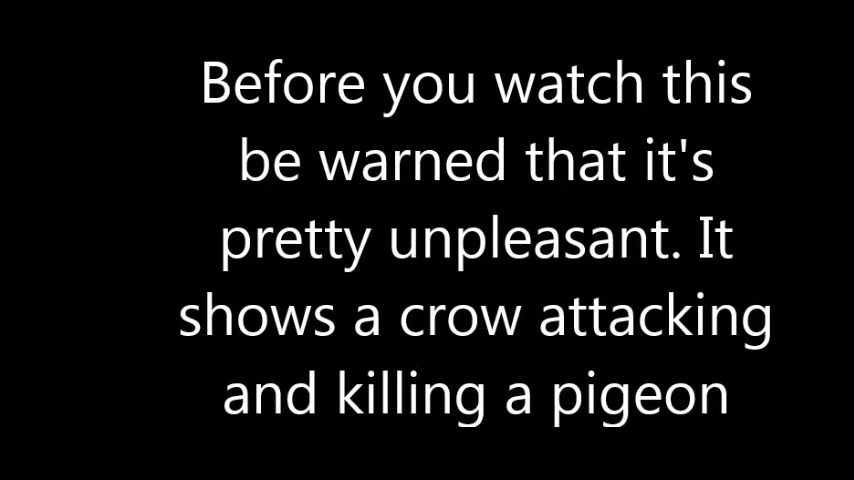 Before you watch this
be warned that it's
pretty unpleasant. It
shows a crow attacking
and killing a pigeon